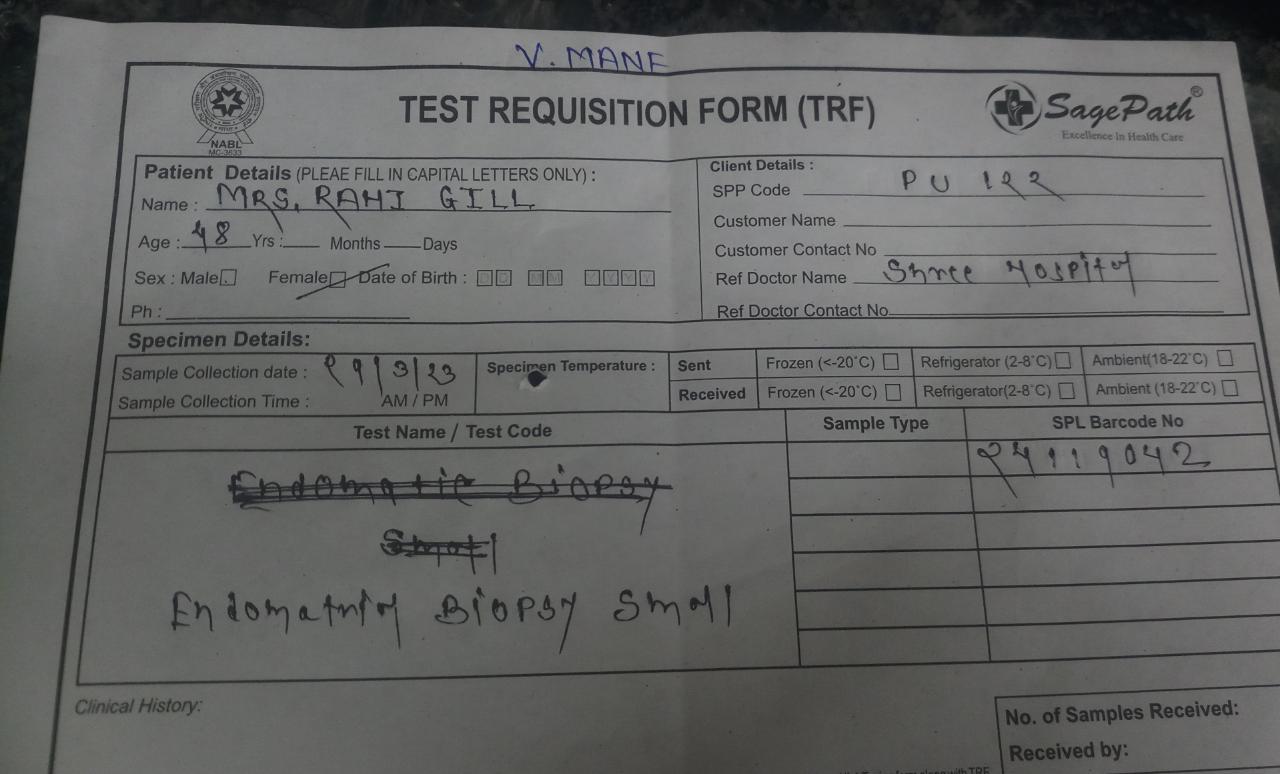 V. MANE
NABL
MC-3633
TEST REQUISITION FORM (TRF)
SagePath®
Excellence In Health Care
Patient Details (PLEAE FILL IN CAPITAL LETTERS ONLY) :
Name : MRS. RAHI GILL
Age : 48 Yrs : Months Days
Sex : Male Female Date of Birth : DD MM YYYY
Ph :
Client Details :
SPP Code PU 122
Customer Name
Customer Contact No
Ref Doctor Name Shree Hospital
Ref Doctor Contact No
Specimen Details:
Sample Collection date : 29/3/23
Sample Collection Time : AM / PM
Specimen Temperature :
Sent Frozen (<-20°C) Refrigerator (2-8°C) Ambient(18-22°C)
Received Frozen (<-20°C) Refrigerator(2-8°C) Ambient (18-22°C)
Test Name / Test Code Sample Type SPL Barcode No
24119042
Endomatric Biopsy
Small
Endomatrial Biopsy Small
Clinical History:
No. of Samples Received:
Received by: